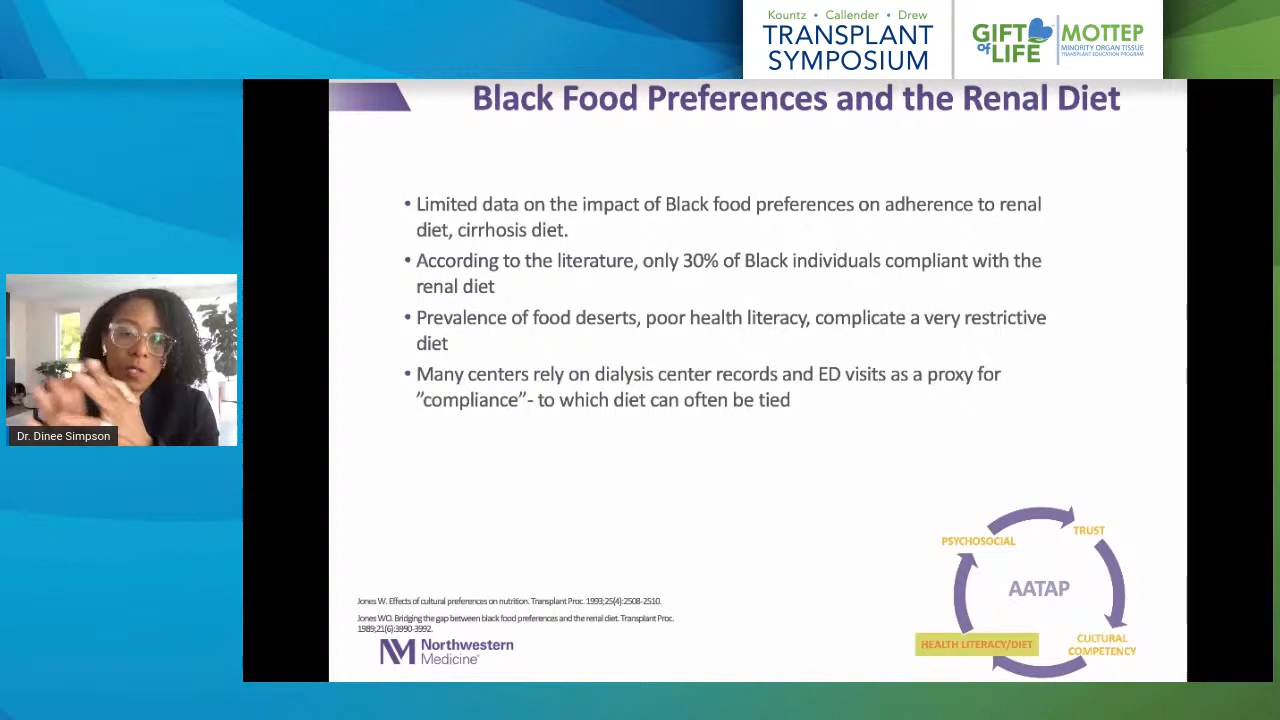 Kountz • Callender • Drew
TRANSPLANT
SYMPOSIUM
GIFT
of
LIFE
MOTTEP
MINORITY ORGAN TISSUE
TRANSPLANT EDUCATION PROGRAM
Black Food Preferences and the Renal Diet
• Limited data on the impact of Black food preferences on adherence to renal
diet, cirrhosis diet.
• According to the literature, only 30% of Black individuals compliant with the
renal diet
• Prevalence of food deserts, poor health literacy, complicate a very restrictive
diet
• Many centers rely on dialysis center records and ED visits as a proxy for
”compliance”- to which diet can often be tied
Dr. Dinee Simpson
PSYCHOSOCIAL
TRUST
AATAP
HEALTH LITERACY/DIET
CULTURAL
COMPETENCY
Jones W. Effects of cultural preferences on nutrition. Transplant Proc. 1993;25(4):2508-2510.
Jones WO. Bridging the gap between black food preferences and the renal diet. Transplant Proc.
1989;21(6):3990-3992.
Northwestern
Medicine®